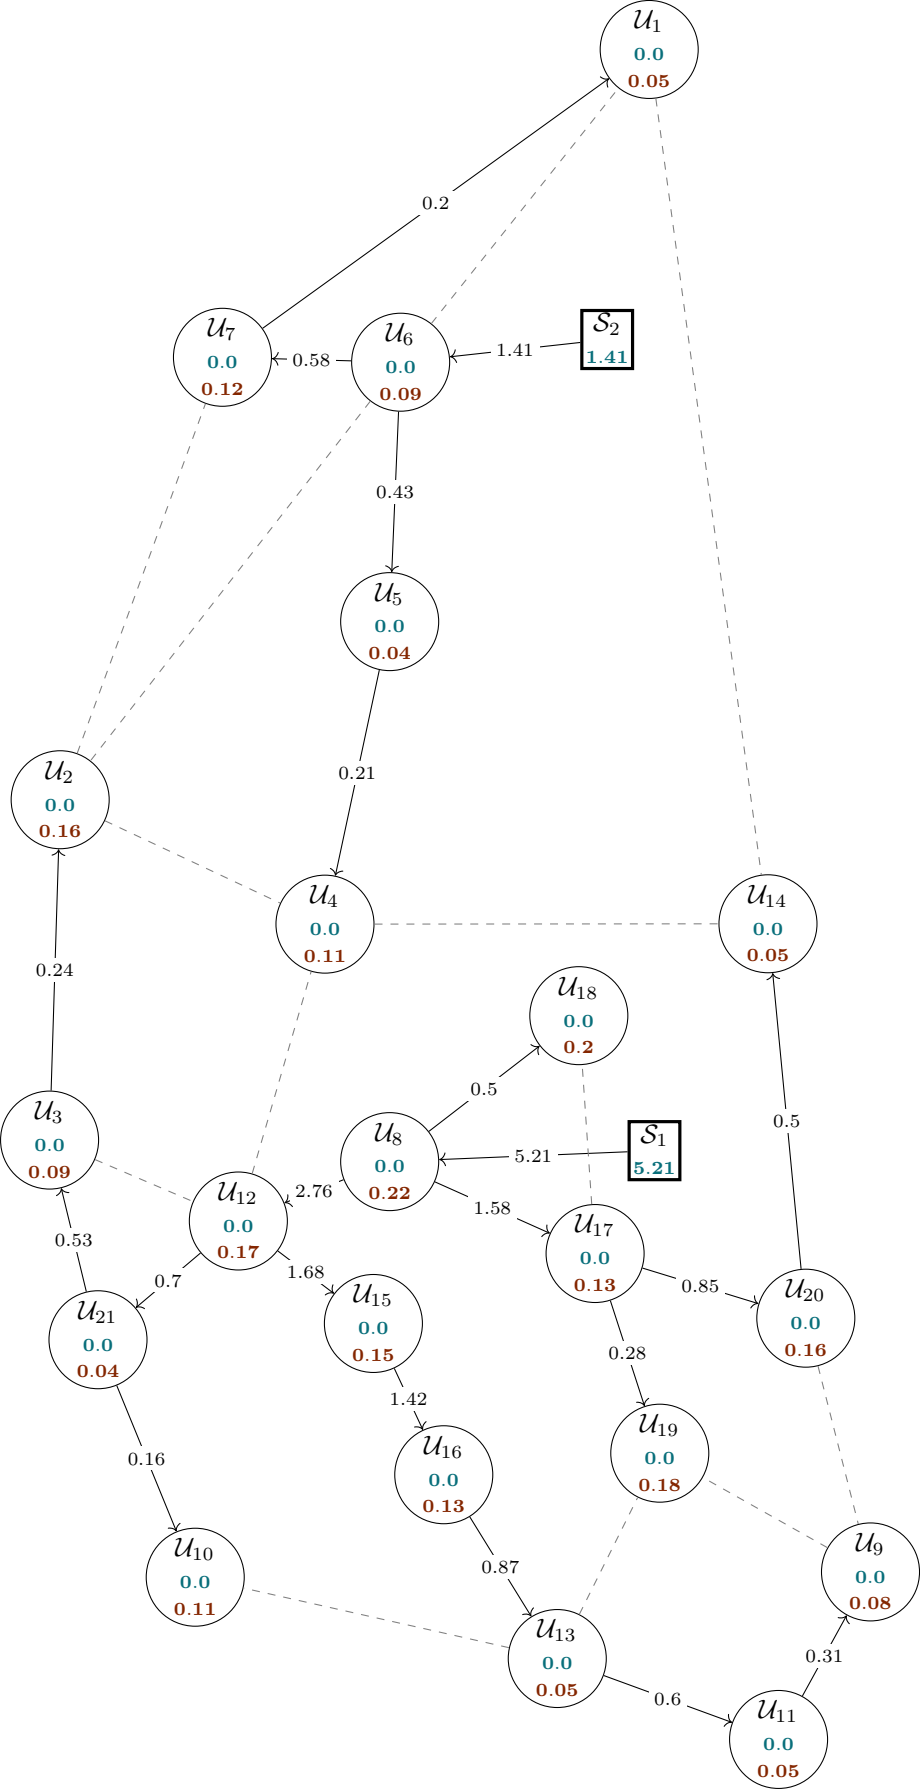 𝒰₁
0.0
0.05
0.2
𝒰₇
0.0
0.12
0.58
𝒰₆
0.0
0.09
1.41
𝒮₂
1.41
0.43
𝒰₅
0.0
0.04
0.21
𝒰₂
0.0
0.16
𝒰₄
0.0
0.11
𝒰₁₄
0.0
0.05
0.24
𝒰₁₈
0.0
0.2
0.5
0.5
𝒰₃
0.0
0.09
𝒰₈
0.0
0.22
5.21
𝒮₁
5.21
2.76
1.58
𝒰₁₂
0.0
0.17
𝒰₁₇
0.0
0.13
0.53
0.7
1.68
0.85
𝒰₂₀
0.0
0.16
𝒰₂₁
0.0
0.04
𝒰₁₅
0.0
0.15
0.28
1.42
𝒰₁₉
0.0
0.18
0.16
𝒰₁₆
0.0
0.13
𝒰₁₀
0.0
0.11
0.87
𝒰₉
0.0
0.08
𝒰₁₃
0.0
0.05
0.31
0.6
𝒰₁₁
0.0
0.05